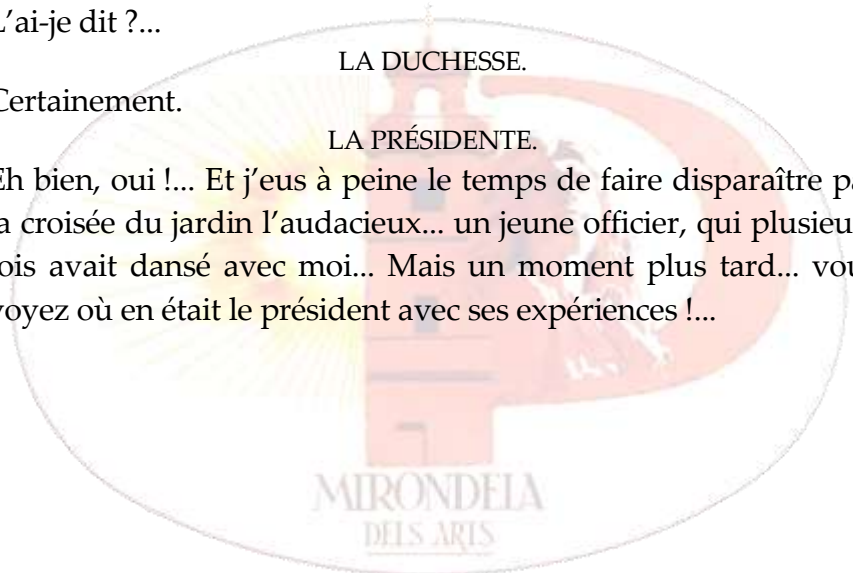 L’ai-je dit ?...
LA DUCHESSE.
Certainement.
LA PRÉSIDENTE.
Eh bien, oui !... Et j’eus à peine le temps de faire disparaître pa
la croisée du jardin l’audacieux... un jeune officier, qui plusieu
fois avait dansé avec moi... Mais un moment plus tard... vou
voyez où en était le président avec ses expériences !...
MIRONDELA
DELS ARTS